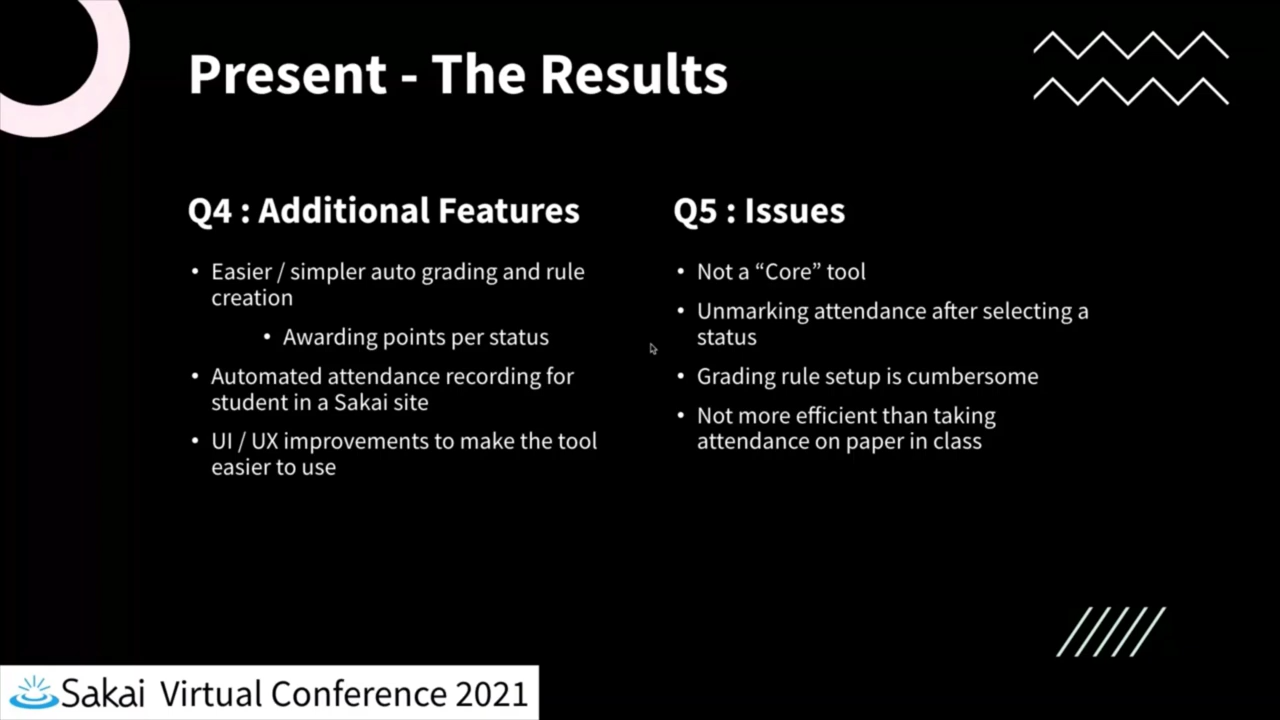 Present - The Results
Q4 : Additional Features
• Easier / simpler auto grading and rule
creation
• Awarding points per status
• Automated attendance recording for
student in a Sakai site
• UI / UX improvements to make the tool
easier to use
Q5 : Issues
• Not a “Core” tool
• Unmarking attendance after selecting a
status
• Grading rule setup is cumbersome
• Not more efficient than taking
attendance on paper in class
Sakai Virtual Conference 2021